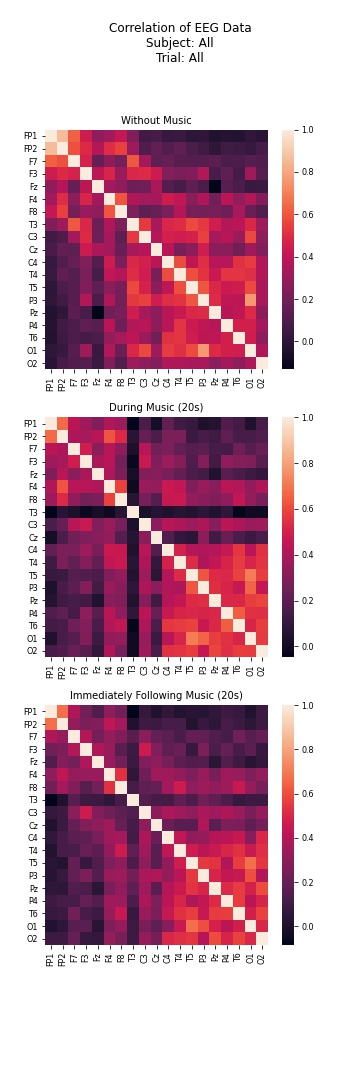 Correlation of EEG Data
Subject: All
Trial: All
Without Music
FP1
FP2
F7
F3
Fz
F4
F8
T3
C3
Cz
C4
T4
T5
P3
Pz
P4
T6
O1
O2
FP1 FP2 F7 F3 Fz F4 F8 T3 C3 Cz C4 T4 T5 P3 Pz P4 T6 O1 O2
1.0
0.8
0.6
0.4
0.2
0.0
During Music (20s)
FP1
FP2
F7
F3
Fz
F4
F8
T3
C3
Cz
C4
T4
T5
P3
Pz
P4
T6
O1
O2
FP1 FP2 F7 F3 Fz F4 F8 T3 C3 Cz C4 T4 T5 P3 Pz P4 T6 O1 O2
1.0
0.8
0.6
0.4
0.2
0.0
Immediately Following Music (20s)
FP1
FP2
F7
F3
Fz
F4
F8
T3
C3
Cz
C4
T4
T5
P3
Pz
P4
T6
O1
O2
FP1 FP2 F7 F3 Fz F4 F8 T3 C3 Cz C4 T4 T5 P3 Pz P4 T6 O1 O2
1.0
0.8
0.6
0.4
0.2
0.0